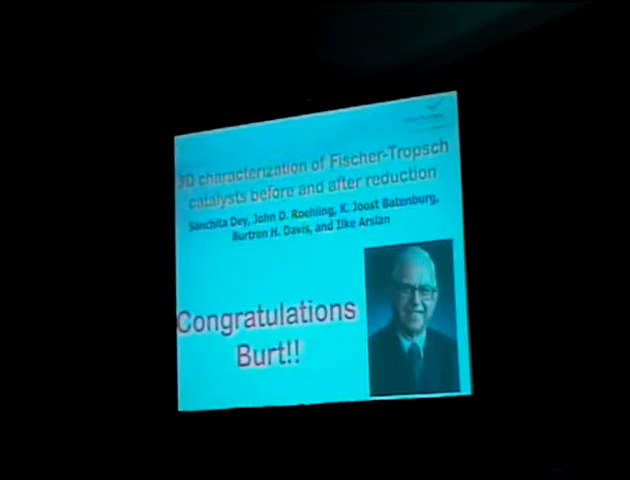 3D characterization of Fischer-Tropsch
catalysts before and after reduction
Sanchita Dey, John D. Roehling, K. Joost Batenburg,
Burtron H. Davis, and Ilke Arslan
Congratulations
Burt!!